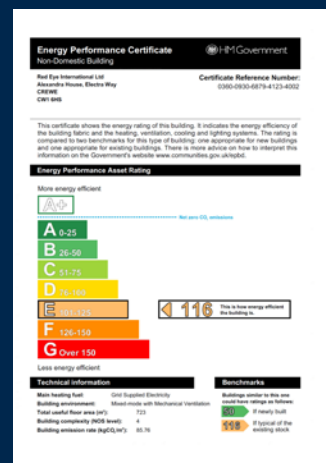 Energy Performance Certificate
HM Government
Non-Domestic Building
Red Eye International Ltd
Alexandra House, Electra Way
CREWE
CW1 6HS
Certificate Reference Number:
0360-0930-6879-4123-4002
This certificate shows the energy rating of this building. It indicates the energy efficiency of
the building fabric and the heating, ventilation, cooling and lighting systems. The rating is
compared to two benchmarks for this type of building: one appropriate for new buildings
and one appropriate for existing buildings. There is more advice on how to interpret this
information on the Government's website www.communities.gov.uk/epbd.
Energy Performance Asset Rating
More energy efficient
A+
Net zero CO₂ emissions
A 0-25
B 26-50
C 51-75
D 76-100
E 101-125
116
This is how energy efficient
the building is.
F 126-150
G Over 150
Less energy efficient
Technical information
Main heating fuel: Grid Supplied Electricity
Building environment: Mixed-mode with Mechanical Ventilation
Total useful floor area (m²): 723
Building complexity (NOS level): 4
Building emission rate (kgCO₂/m²): 85.76
Benchmarks
Buildings similar to this one
could have ratings as follows:
50 If newly built
116 If typical of the
existing stock